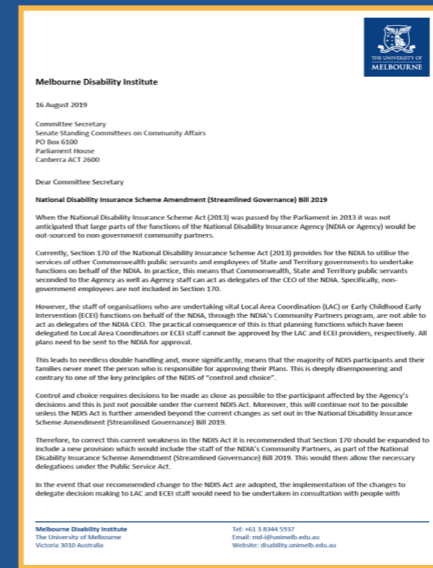 THE UNIVERSITY OF
MELBOURNE
Melbourne Disability Institute
16 August 2019
Committee Secretary
Senate Standing Committees on Community Affairs
PO Box 6100
Parliament House
Canberra ACT 2600
Dear Committee Secretary
National Disability Insurance Scheme Amendment (Streamlined Governance) Bill 2019
When the National Disability Insurance Scheme Act (2013) was passed by the Parliament in 2013 it was not
anticipated that large parts of the functions of the National Disability Insurance Agency (NDIA or Agency) would be
out-sourced to non-government community partners.
Currently, Section 170 of the National Disability Insurance Scheme Act (2013) provides for the NDIA to utilise the
services of other Commonwealth public servants and employees of State and Territory governments to undertake
functions on behalf of the NDIA. In practice, this means that Commonwealth, State and Territory public servants
seconded to the Agency as well as Agency staff can act as delegates of the CEO of the NDIA. Specifically, non-
government employees are not included in Section 170.
However, the staff of organisations who are undertaking vital Local Area Coordination (LAC) or Early Childhood Early
Intervention (ECEI) functions on behalf of the NDIA, through the NDIA's Community Partners program, are not able to
act as delegates of the NDIA CEO. The practical consequence of this is that planning functions which have been
delegated to Local Area Coordinators or ECEI staff cannot be approved by the LAC and ECEI providers, respectively. All
plans need to be sent to the NDIA for approval.
This leads to needless double handling and, more significantly, means that the majority of NDIS participants and their
families never meet the person who is responsible for approving their Plans. This is deeply disempowering and
contrary to one of the key principles of the NDIS of "control and choice".
Control and choice requires decisions to be made as close as possible to the participant affected by the Agency's
decisions and this is just not possible under the current NDIS Act. Moreover, this will continue not to be possible
unless the NDIS Act is further amended beyond the current changes as set out in the National Disability Insurance
Scheme Amendment (Streamlined Governance) Bill 2019.
Therefore, to correct this current weakness in the NDIS Act it is recommended that Section 170 should be expanded to
include a new provision which would include the staff of the NDIA's Community Partners, as part of the National
Disability Insurance Scheme Amendment (Streamlined Governance) Bill 2019. This would then allow the necessary
delegations under the Public Service Act.
In the event that our recommended change to the NDIS Act are adopted, the implementation of the changes to
delegate decision making to LAC and ECEI staff would need to be undertaken in consultation with people with
Melbourne Disability Institute
The University of Melbourne
Victoria 3010 Australia
Tel: +61 3 8344 5937
Email: md-i@unimelb.edu.au
Website: disability.unimelb.edu.au